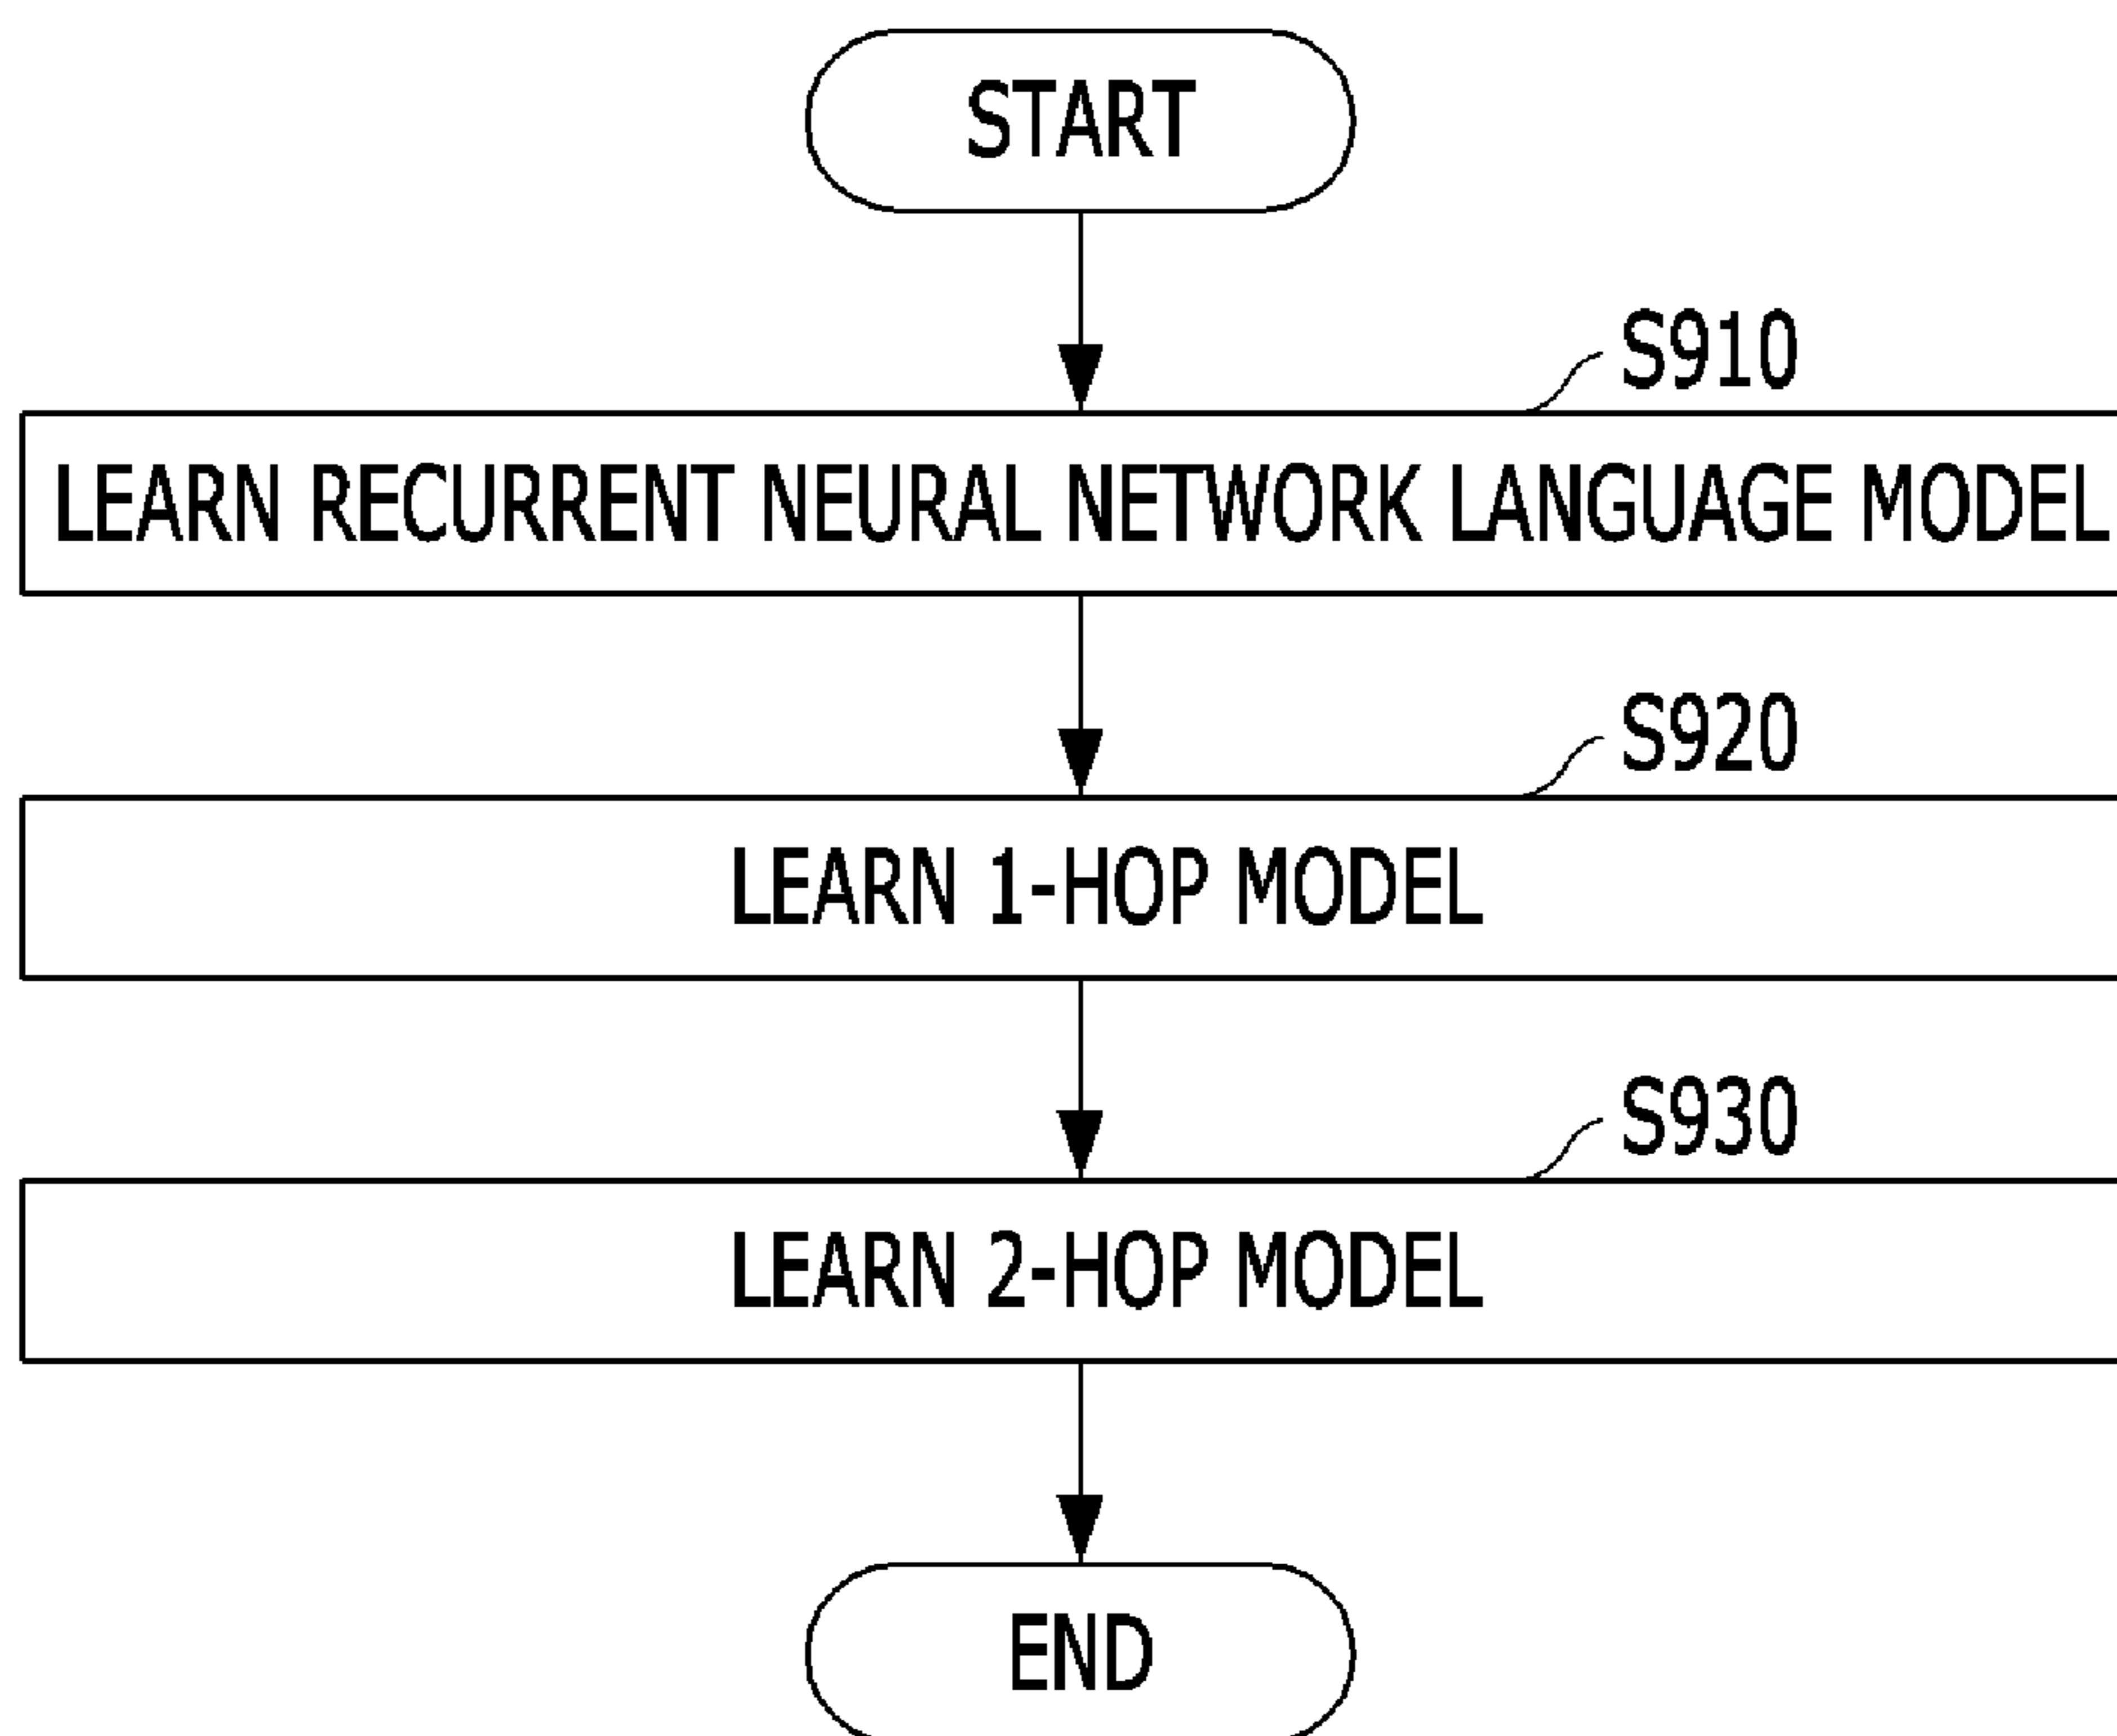 START
S910
LEARN RECURRENT NEURAL NETWORK LANGUAGE MODEL
S920
LEARN 1-HOP MODEL
S930
LEARN 2-HOP MODEL
END